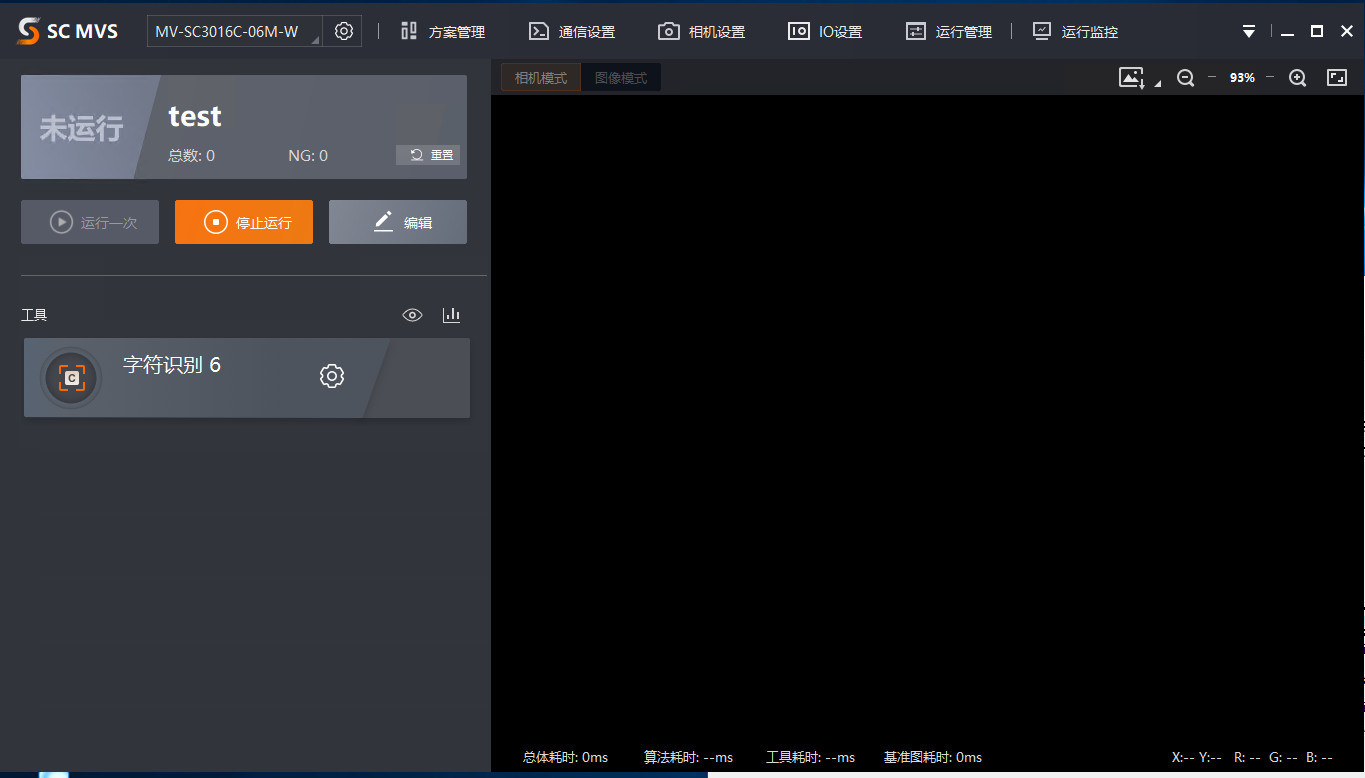 SC MVS MV-SC3016C-06M-W 方案管理 通信设置 相机设置 IO设置 运行管理 运行监控
未运行
test
总数: 0 NG: 0 重置
运行一次 停止运行 编辑
工具
C 字符识别 6
相机模式 图像模式 93%
总体耗时: 0ms 算法耗时: --ms 工具耗时: --ms 基准图耗时: 0ms X:-- Y:-- R: -- G: -- B: --